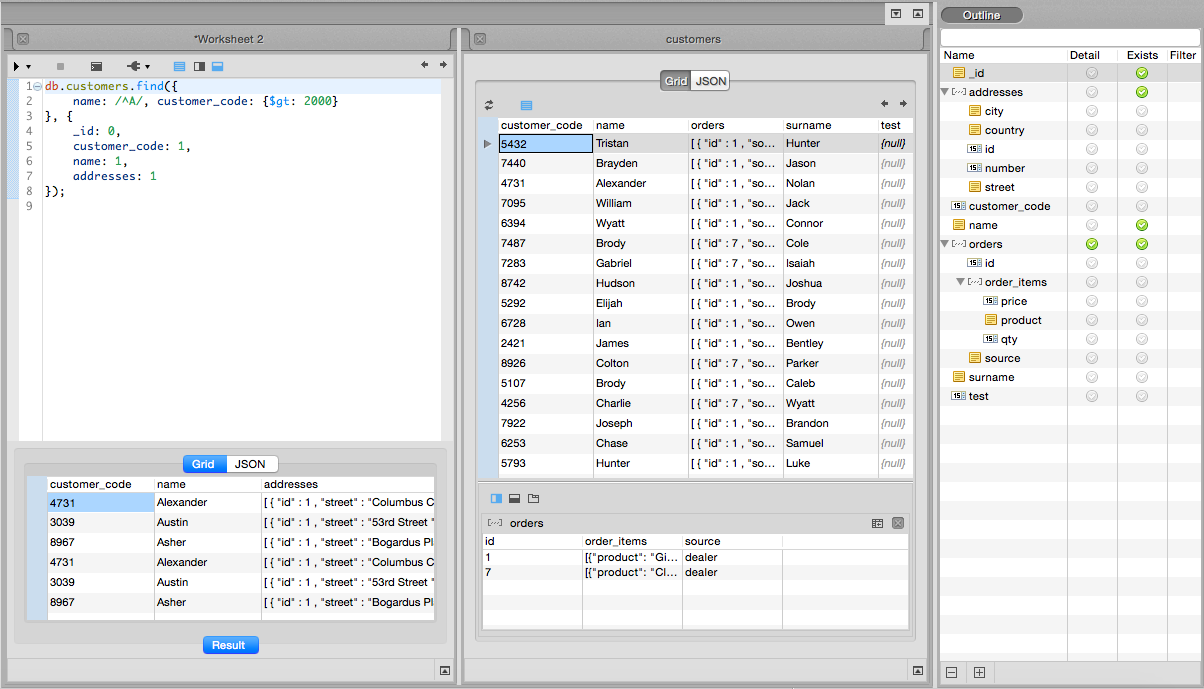 *Worksheet 2
1 db.customers.find({
2 name: /^A/, customer_code: {$gt: 2000}
3 }, {
4 _id: 0,
5 customer_code: 1,
6 name: 1,
7 addresses: 1
8 });
9
Grid JSON
customer_code name addresses
4731 Alexander [ { "id" : 1 , "street" : "Columbus C
3039 Austin [ { "id" : 1 , "street" : "53rd Street "
8967 Asher [ { "id" : 1 , "street" : "Bogardus Pl
4731 Alexander [ { "id" : 1 , "street" : "Columbus C
3039 Austin [ { "id" : 1 , "street" : "53rd Street "
8967 Asher [ { "id" : 1 , "street" : "Bogardus Pl
Result
customers
Grid JSON
customer_code name orders surname test
5432 Tristan [ { "id" : 1 , "so... Hunter {null}
7440 Brayden [ { "id" : 1 , "so... Jason {null}
4731 Alexander [ { "id" : 1 , "so... Nolan {null}
7095 William [ { "id" : 1 , "so... Jack {null}
6394 Wyatt [ { "id" : 1 , "so... Connor {null}
7487 Brody [ { "id" : 7 , "so... Cole {null}
7283 Gabriel [ { "id" : 7 , "so... Isaiah {null}
8742 Hudson [ { "id" : 1 , "so... Joshua {null}
5292 Elijah [ { "id" : 1 , "so... Brody {null}
6728 Ian [ { "id" : 1 , "so... Owen {null}
2421 James [ { "id" : 1 , "so... Bentley {null}
8926 Colton [ { "id" : 7 , "so... Parker {null}
5107 Brody [ { "id" : 1 , "so... Caleb {null}
4256 Charlie [ { "id" : 7 , "so... Wyatt {null}
7922 Joseph [ { "id" : 1 , "so... Brandon {null}
6253 Chase [ { "id" : 1 , "so... Samuel {null}
5793 Hunter [ { "id" : 1 , "so... Luke {null}
orders
id order_items source
1 [{"product": "Gi... dealer
7 [{"product": "Cl... dealer
Outline
Name Detail Exists Filter
_id
addresses
city
country
15 id
15 number
street
15 customer_code
name
orders
15 id
order_items
15 price
product
15 qty
source
surname
15 test